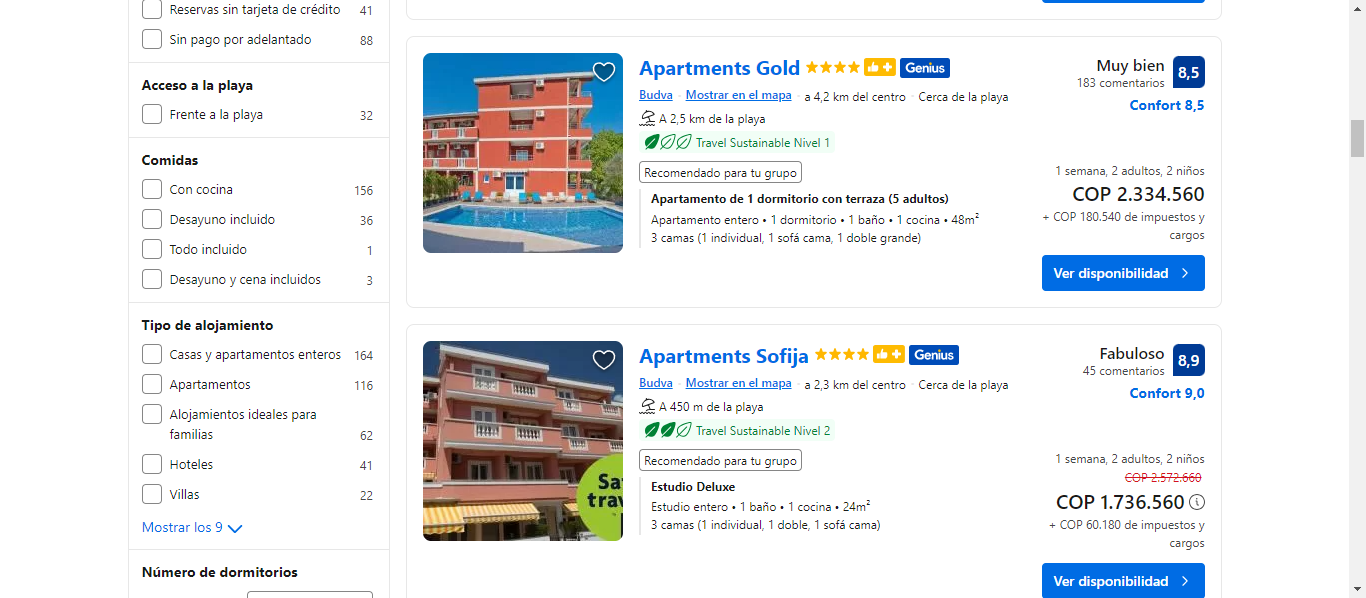 Reservas sin tarjeta de crédito 41
Sin pago por adelantado 88
Acceso a la playa
Frente a la playa 32
Comidas
Con cocina 156
Desayuno incluido 36
Todo incluido 1
Desayuno y cena incluidos 3
Tipo de alojamiento
Casas y apartamentos enteros 164
Apartamentos 116
Alojamientos ideales para
familias 62
Hoteles 41
Villas 22
Mostrar los 9
Número de dormitorios
Apartments Gold Genius
Budva · Mostrar en el mapa · a 4,2 km del centro · Cerca de la playa
A 2,5 km de la playa
Travel Sustainable Nivel 1
Recomendado para tu grupo
Apartamento de 1 dormitorio con terraza (5 adultos)
Apartamento entero • 1 dormitorio • 1 baño • 1 cocina • 48m²
3 camas (1 individual, 1 sofá cama, 1 doble grande)
Muy bien 8,5
183 comentarios
Confort 8,5
1 semana, 2 adultos, 2 niños
COP 2.334.560
+ COP 180.540 de impuestos y
cargos
Ver disponibilidad
Sa
trav
Apartments Sofija Genius
Budva · Mostrar en el mapa · a 2,3 km del centro · Cerca de la playa
A 450 m de la playa
Travel Sustainable Nivel 2
Recomendado para tu grupo
Estudio Deluxe
Estudio entero • 1 baño • 1 cocina • 24m²
3 camas (1 individual, 1 doble, 1 sofá cama)
Fabuloso 8,9
45 comentarios
Confort 9,0
1 semana, 2 adultos, 2 niños
COP 2.572.660
COP 1.736.560
+ COP 60.180 de impuestos y
cargos
Ver disponibilidad